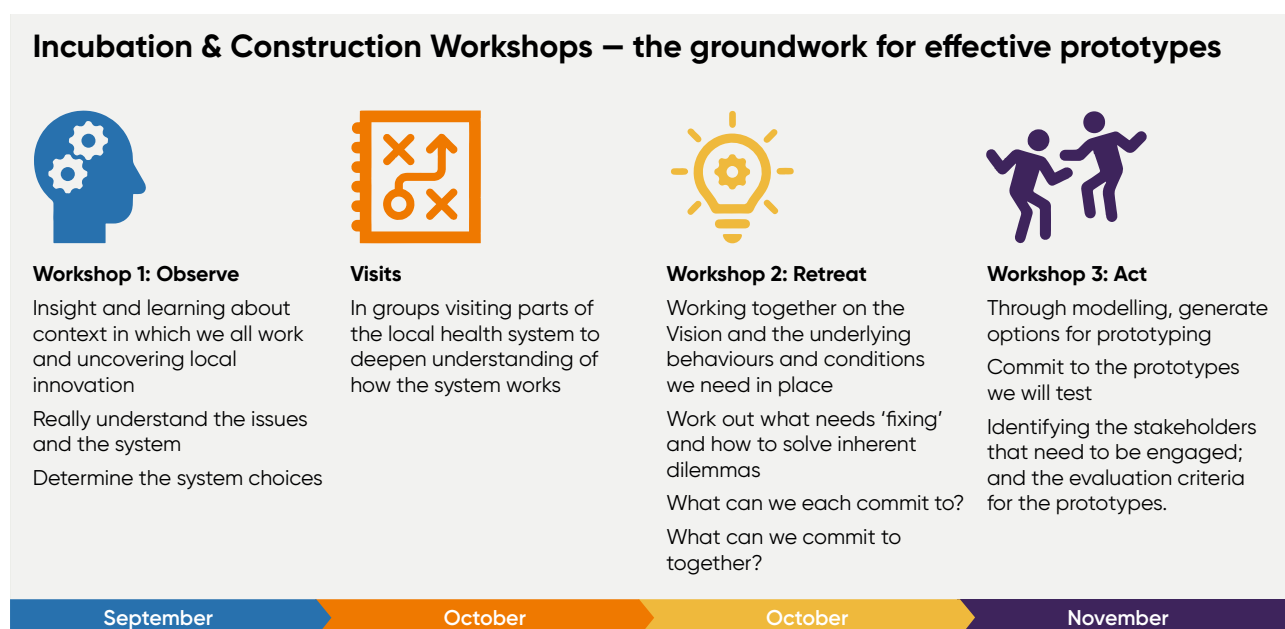 Incubation & Construction Workshops — the groundwork for effective prototypes
Workshop 1: Observe
Insight and learning about
context in which we all work
and uncovering local
innovation
Really understand the issues
and the system
Determine the system choices
Visits
In groups visiting parts of
the local health system to
deepen understanding of
how the system works
Workshop 2: Retreat
Working together on the
Vision and the underlying
behaviours and conditions
we need in place
Work out what needs ‘fixing’
and how to solve inherent
dilemmas
What can we each commit to?
What can we commit to
together?
Workshop 3: Act
Through modelling, generate
options for prototyping
Commit to the prototypes
we will test
Identifying the stakeholders
that need to be engaged;
and the evaluation criteria
for the prototypes.
September
October
October
November